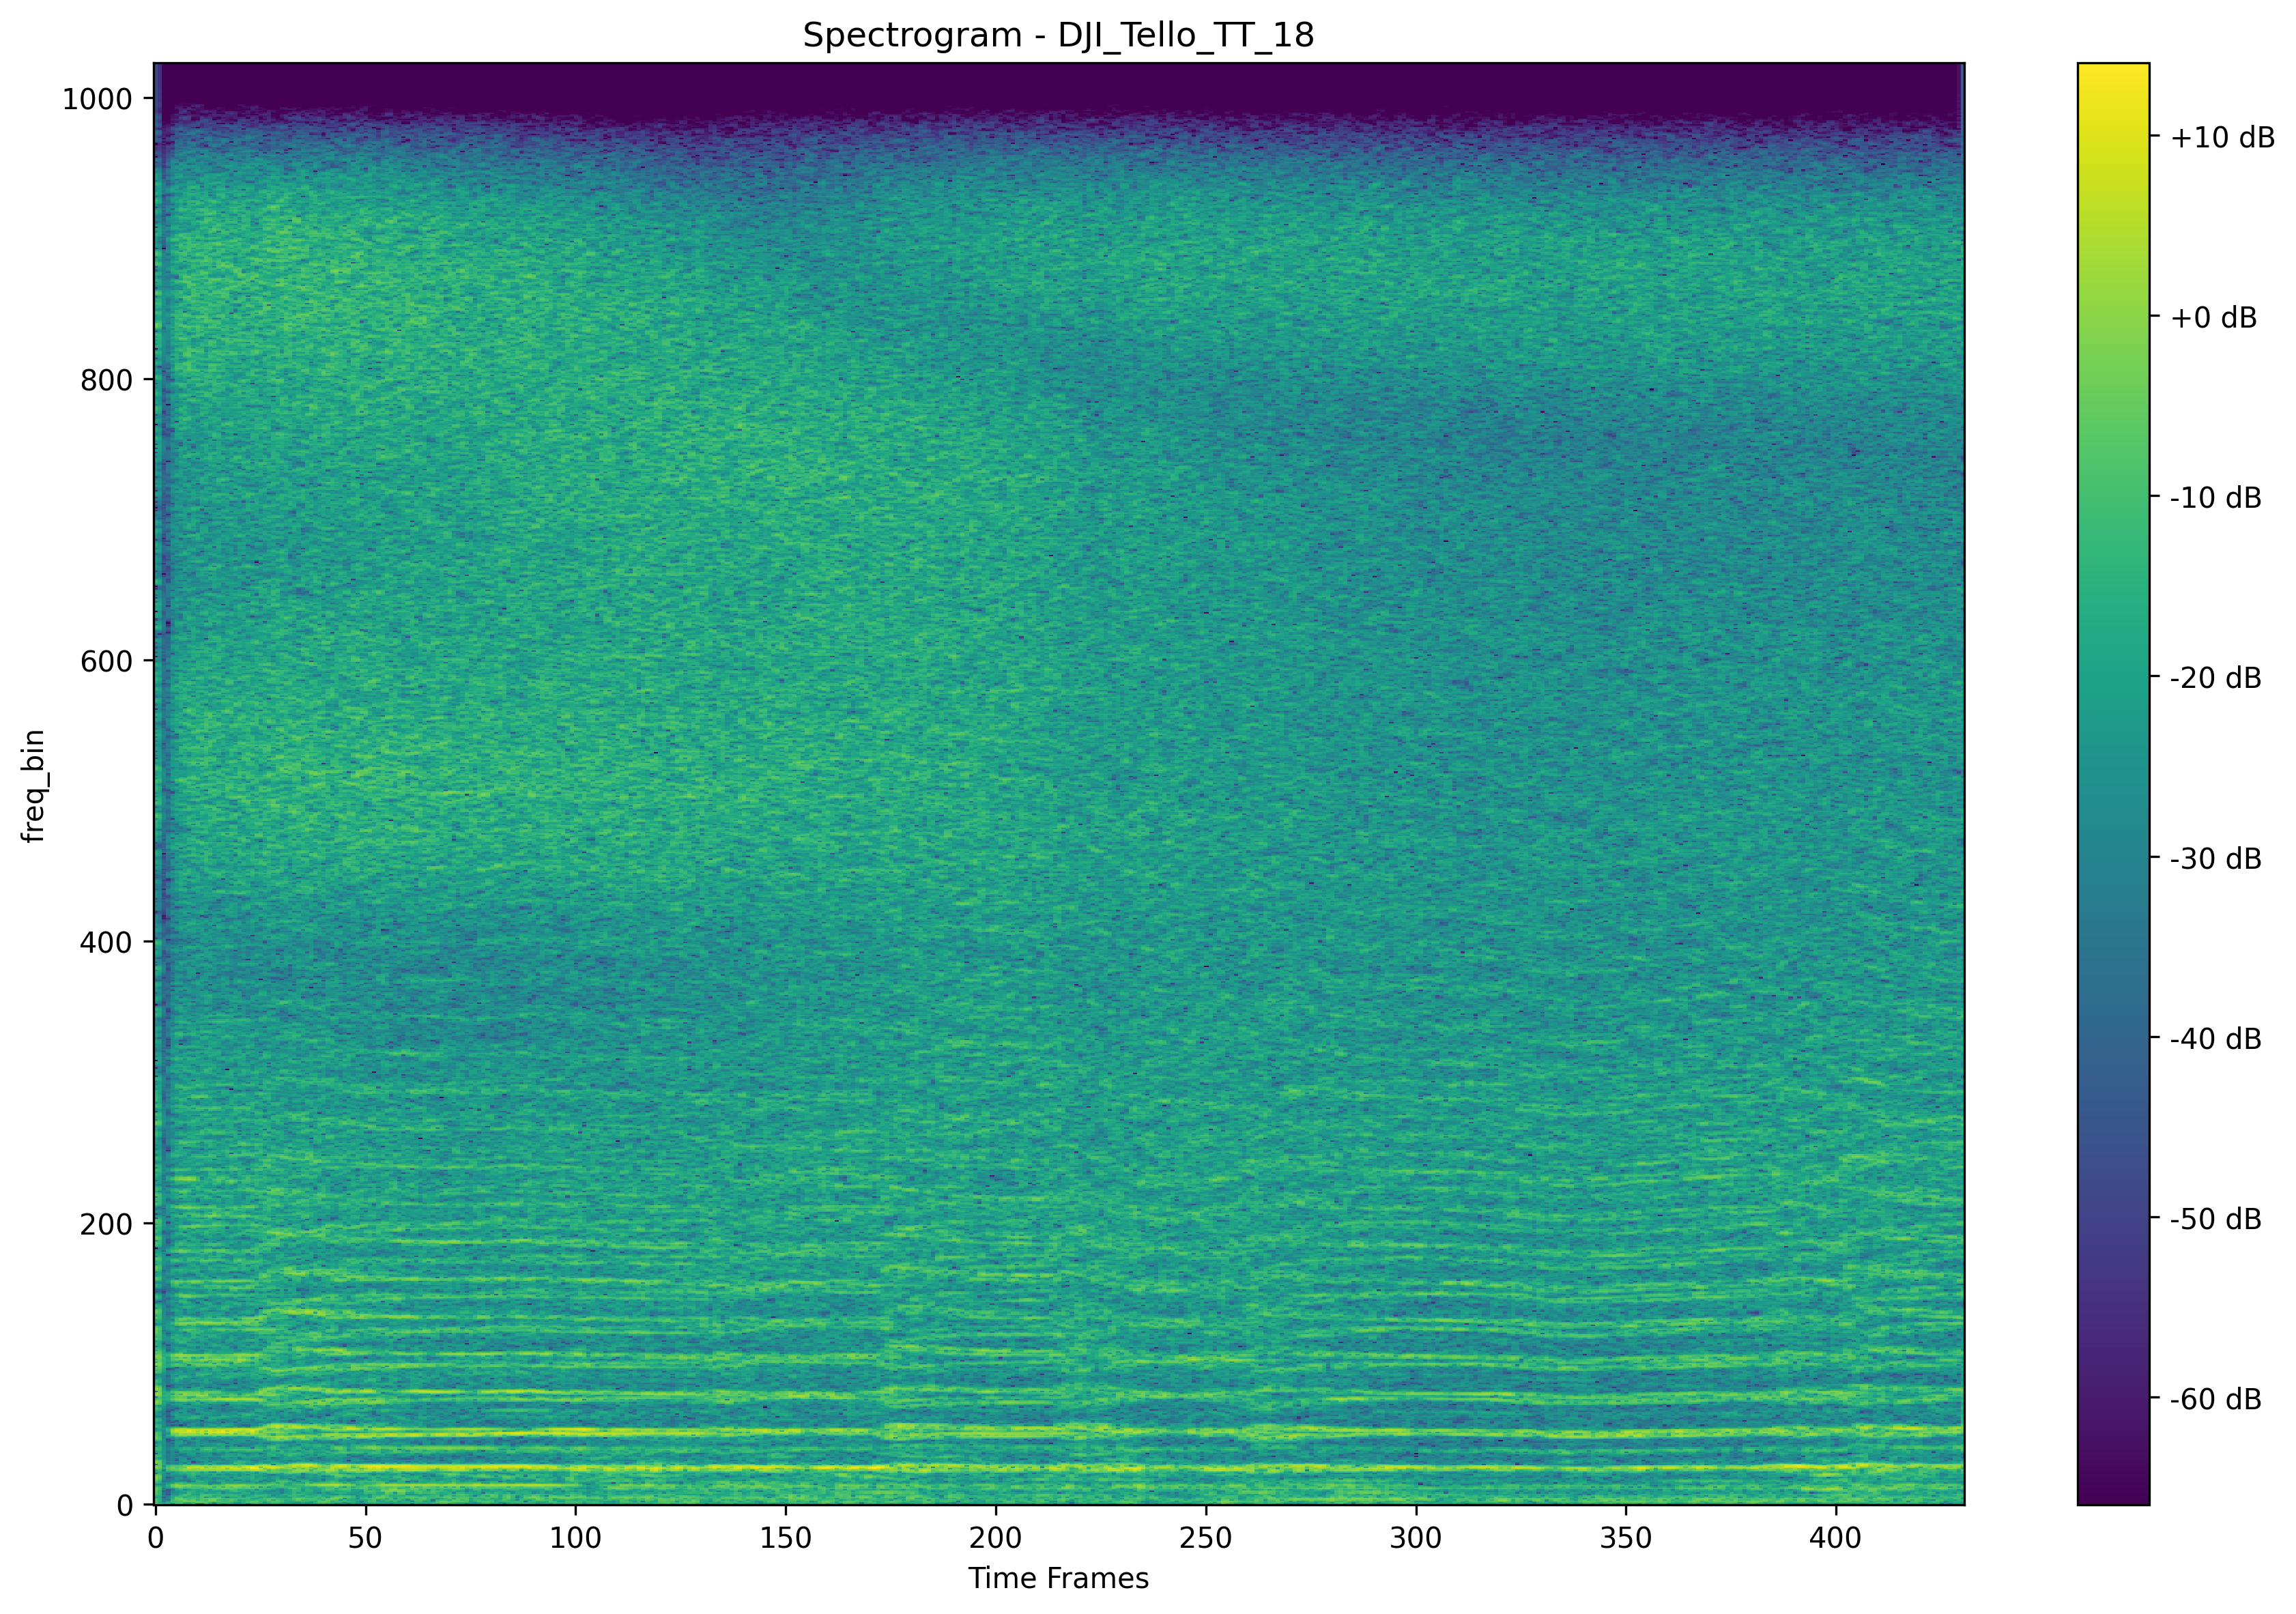 Spectrogram - DJI_Tello_TT_18
freq_bin
1000
800
600
400
200
0
0 50 100 150 200 250 300 350 400
Time Frames
+10 dB
+0 dB
-10 dB
-20 dB
-30 dB
-40 dB
-50 dB
-60 dB